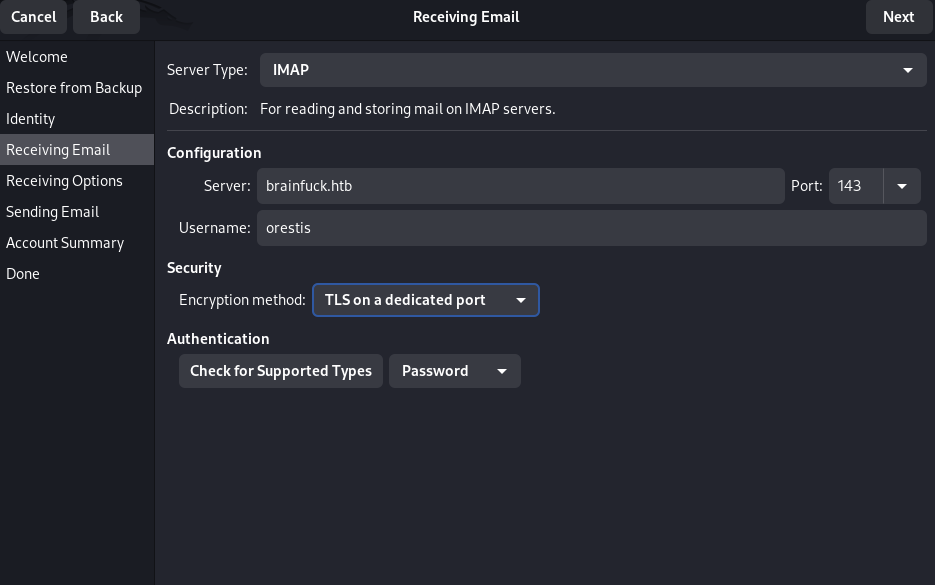 Cancel Back Receiving Email Next
Welcome
Restore from Backup
Identity
Receiving Email
Receiving Options
Sending Email
Account Summary
Done
Server Type: IMAP
Description: For reading and storing mail on IMAP servers.
Configuration
Server: brainfuck.htb Port: 143
Username: orestis
Security
Encryption method: TLS on a dedicated port
Authentication
Check for Supported Types Password